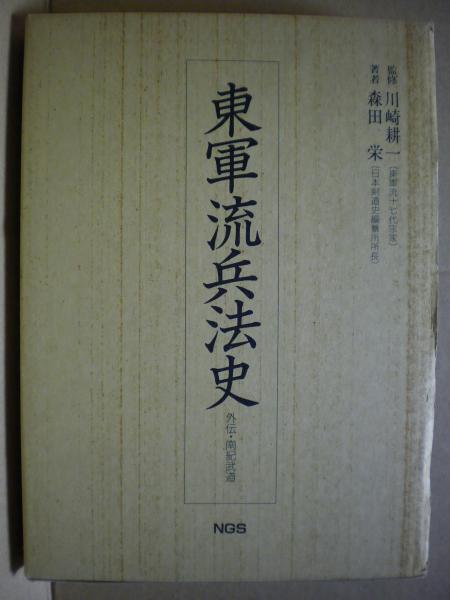 監修 川崎耕一（東軍流十七代宗家）
著者 森田 栄（日本剣道史編纂所所長）
東軍流兵法史
外伝・南紀武道
NGS